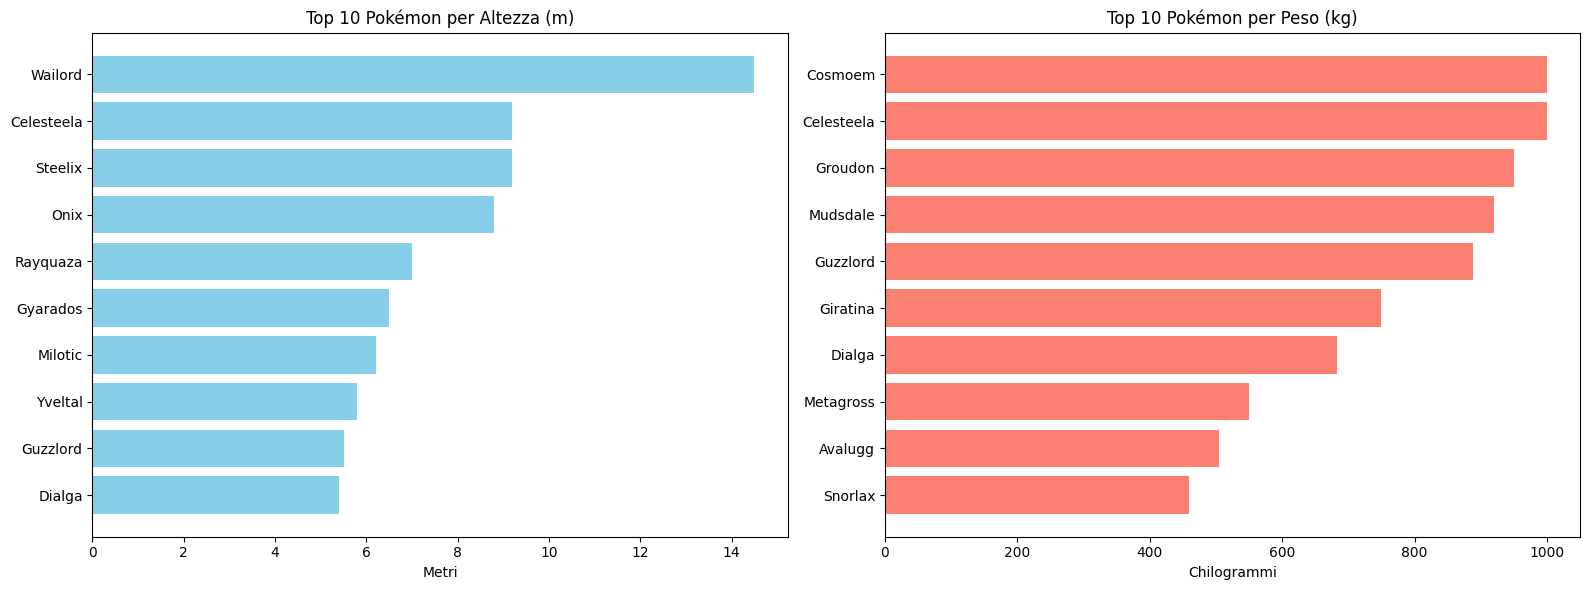 Top 10 Pokémon per Altezza (m)
Wailord
Celesteela
Steelix
Onix
Rayquaza
Gyarados
Milotic
Yveltal
Guzzlord
Dialga
0 2 4 6 8 10 12 14
Metri
Top 10 Pokémon per Peso (kg)
Cosmoem
Celesteela
Groudon
Mudsdale
Guzzlord
Giratina
Dialga
Metagross
Avalugg
Snorlax
0 200 400 600 800 1000
Chilogrammi